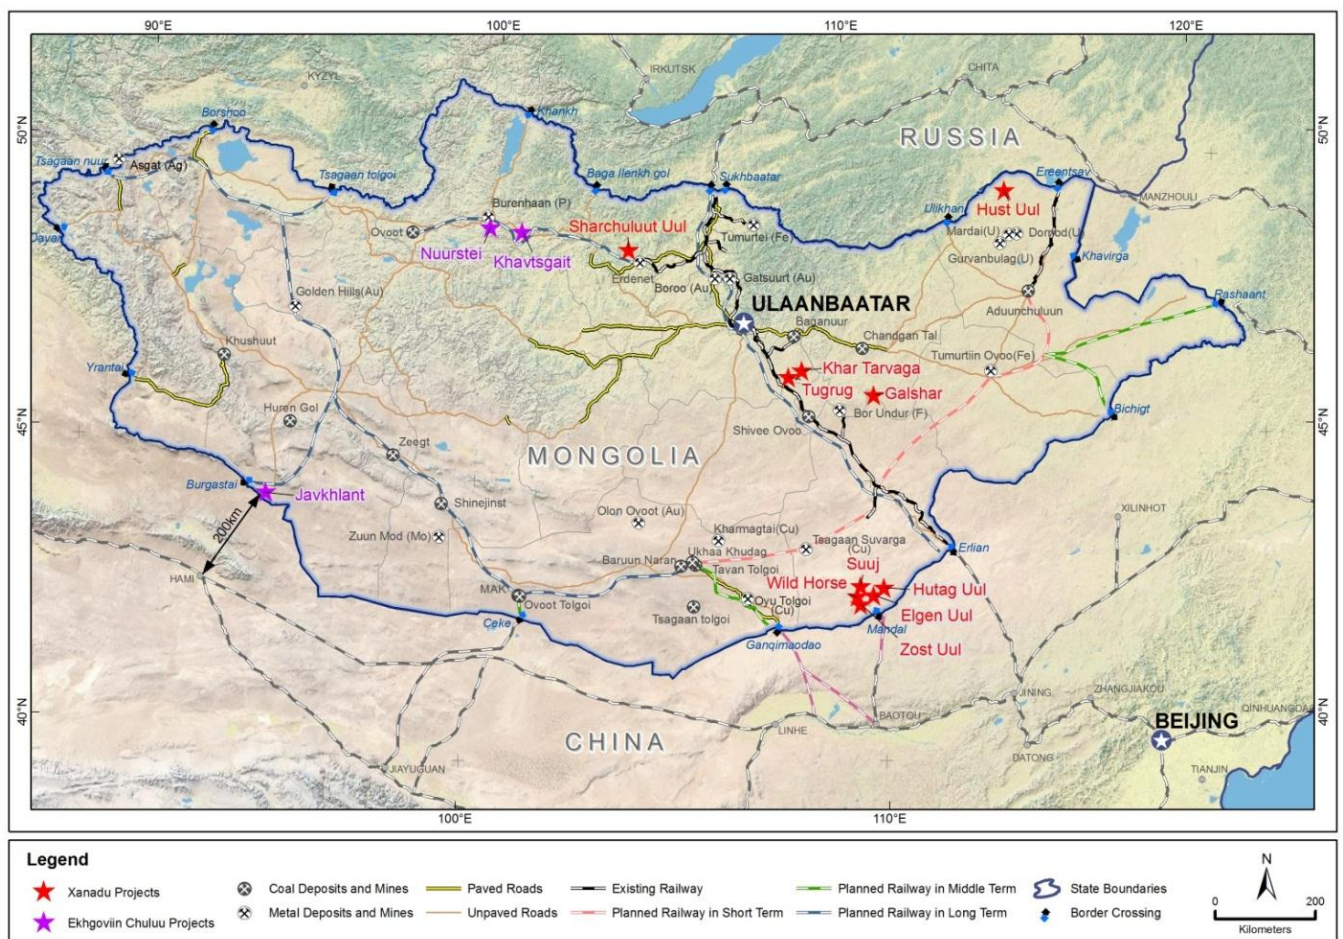 90°E
100°E
110°E
120°E
50°N
50°N
45°N
45°N
40°N
40°N
100°E
110°E
KYZYL
IRKUTSK
CHITA
Borshoo
Khankh
RUSSIA
Tsagaan nuur
Asgat (Ag)
Tsagaan tolgoi
Baga Ilenkh gol
Sukhbaatar
Ereentsav
MANZHOULI
Burenhaan (P)
Ulikhan
Hust Uul
Dayan
Ovoot
Nuurstei
Khavtsgait
Sharchuluut Uul
Tumurtei (Fe)
Mardai(U)
Dornod(U)
Gurvanbulag(U)
Khavirga
Erdenet
Boroo (Au)
Gatsuurt (Au)
Golden Hills(Au)
ULAANBAATAR
Aduunchuluun
Rashaant
Khushuut
Baganuur
Chandgan Tal
Tumurtiin Ovoo(Fe)
Yrantai
Khar Tarvaga
Tugrug
Galshar
Huren Gol
Bor Undur (F)
Bichigt
Shivee Ovoo
Zeegt
MONGOLIA
Burgastai
Javkhlant
Shinejinst
200km
Olon Ovoot (Au)
Kharmagtai(Cu)
Zuun Mod (Mo)
Tsagaan Suvarga
(Cu)
XILINHOT
Baruun Naran
Ukhaa Khudag
Tavan Tolgoi
Erlian
HAMI
Suuj
Wild Horse
Hutag Uul
MAK
Ovoot Tolgoi
Oyu Tolgoi
(Cu)
Elgen Uul
Tsagaan tolgoi
Ceke
Mandal
Ganqimaodao
Zost Uul
JINING
ZHANGJIAKOU
QINHUANGDAO
BAOTOU
LINHE
BEIJING
CHINA
DATONG
JIAYUGUAN
TIANJIN
Legend
Xanadu Projects
Ekhgoviin Chuluu Projects
Coal Deposits and Mines
Metal Deposits and Mines
Paved Roads
Unpaved Roads
Existing Railway
Planned Railway in Short Term
Planned Railway in Middle Term
Planned Railway in Long Term
State Boundaries
Border Crossing
N
0
200
Kilometers